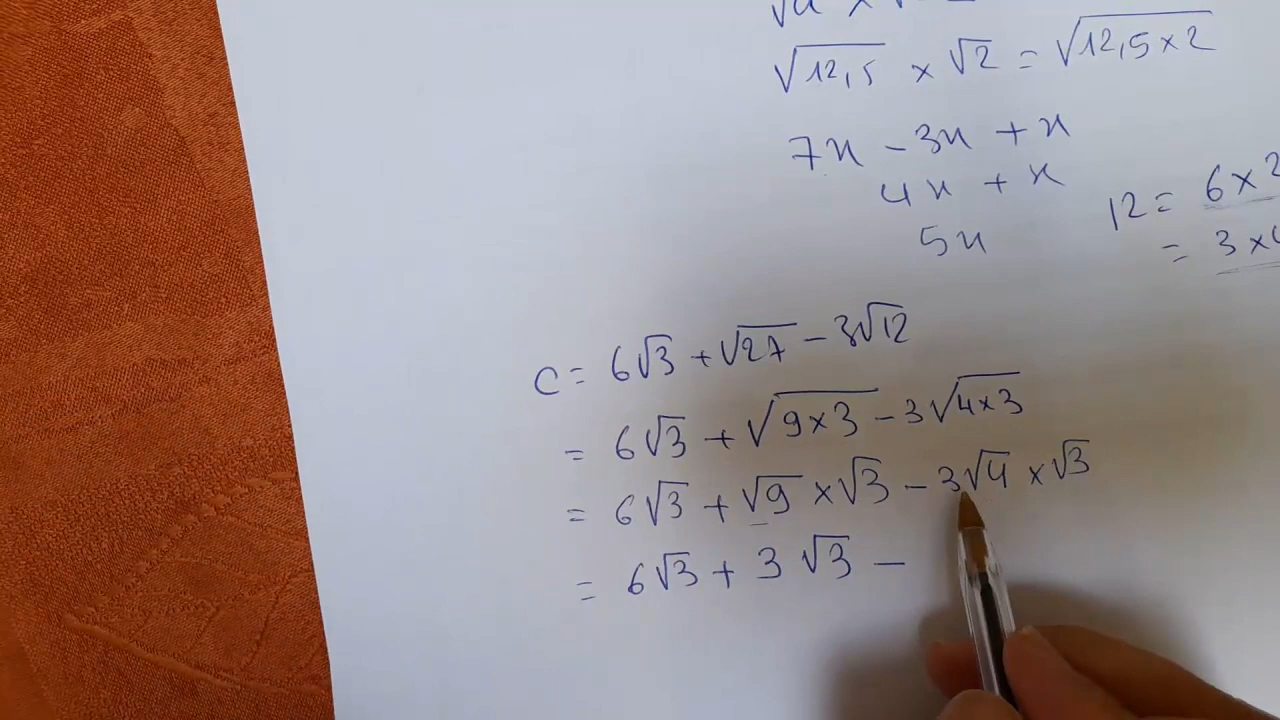 √12,5 × √2 = √12,5 × 2
7x - 3x + x
4x + x
5x
12 = 6 × 2
= 3 ×
C = 6√3 + √27 - 3√12
= 6√3 + √9×3 - 3√4×3
= 6√3 + √9 × √3 - 3√4 × √3
= 6√3 + 3 √3 -